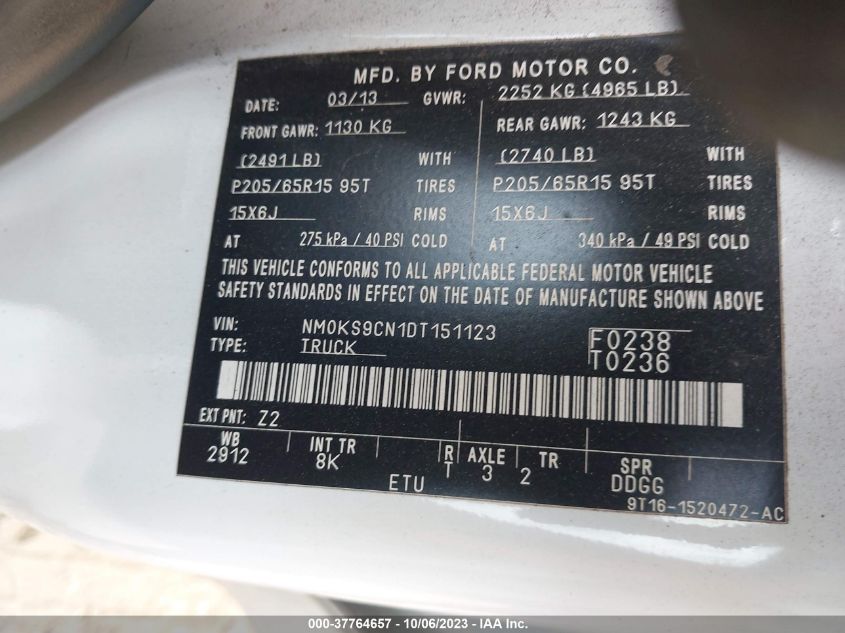 MFD. BY FORD MOTOR CO.
DATE: 03/13 GVWR: 2252 KG (4965 LB)
FRONT GAWR: 1130 KG REAR GAWR: 1243 KG
(2491 LB) WITH (2740 LB) WITH
P205/65R15 95T TIRES P205/65R15 95T TIRES
15X6J RIMS 15X6J RIMS
AT 275 kPa / 40 PSI COLD AT 340 kPa / 49 PSI COLD
THIS VEHICLE CONFORMS TO ALL APPLICABLE FEDERAL MOTOR VEHICLE
SAFETY STANDARDS IN EFFECT ON THE DATE OF MANUFACTURE SHOWN ABOVE
VIN: NM0KS9CN1DT151123 F0238
TYPE: TRUCK T0236
EXT PNT: Z2
WB INT TR R AXLE TR SPR
2912 8K T 3 2 DDGG
ETU
9T16-1520472-AC
000-37764657 - 10/06/2023 - IAA Inc.